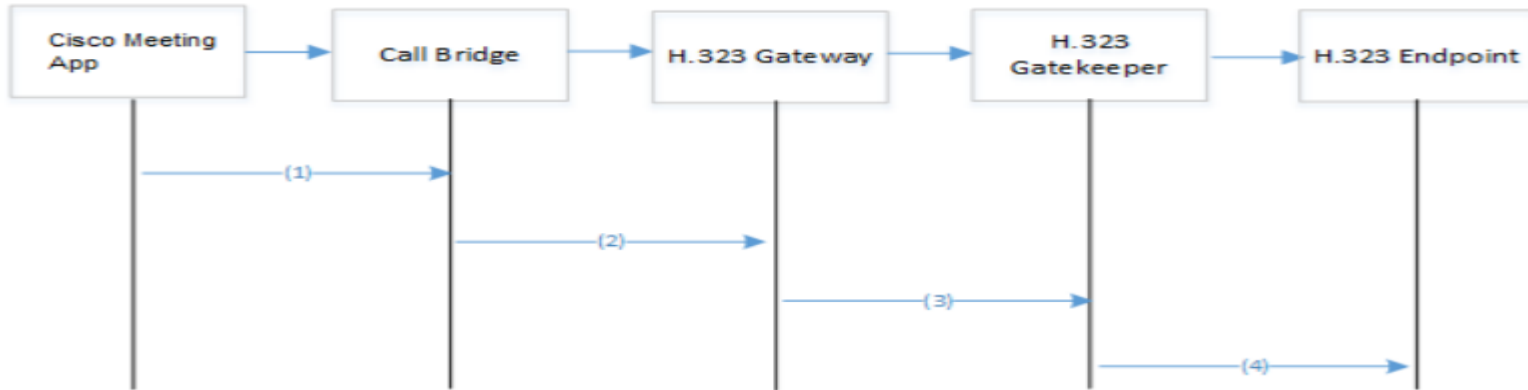 Cisco Meeting
App
Call Bridge
H.323 Gateway
H.323
Gatekeeper
H.323 Endpoint
(1)
(2)
(3)
(4)